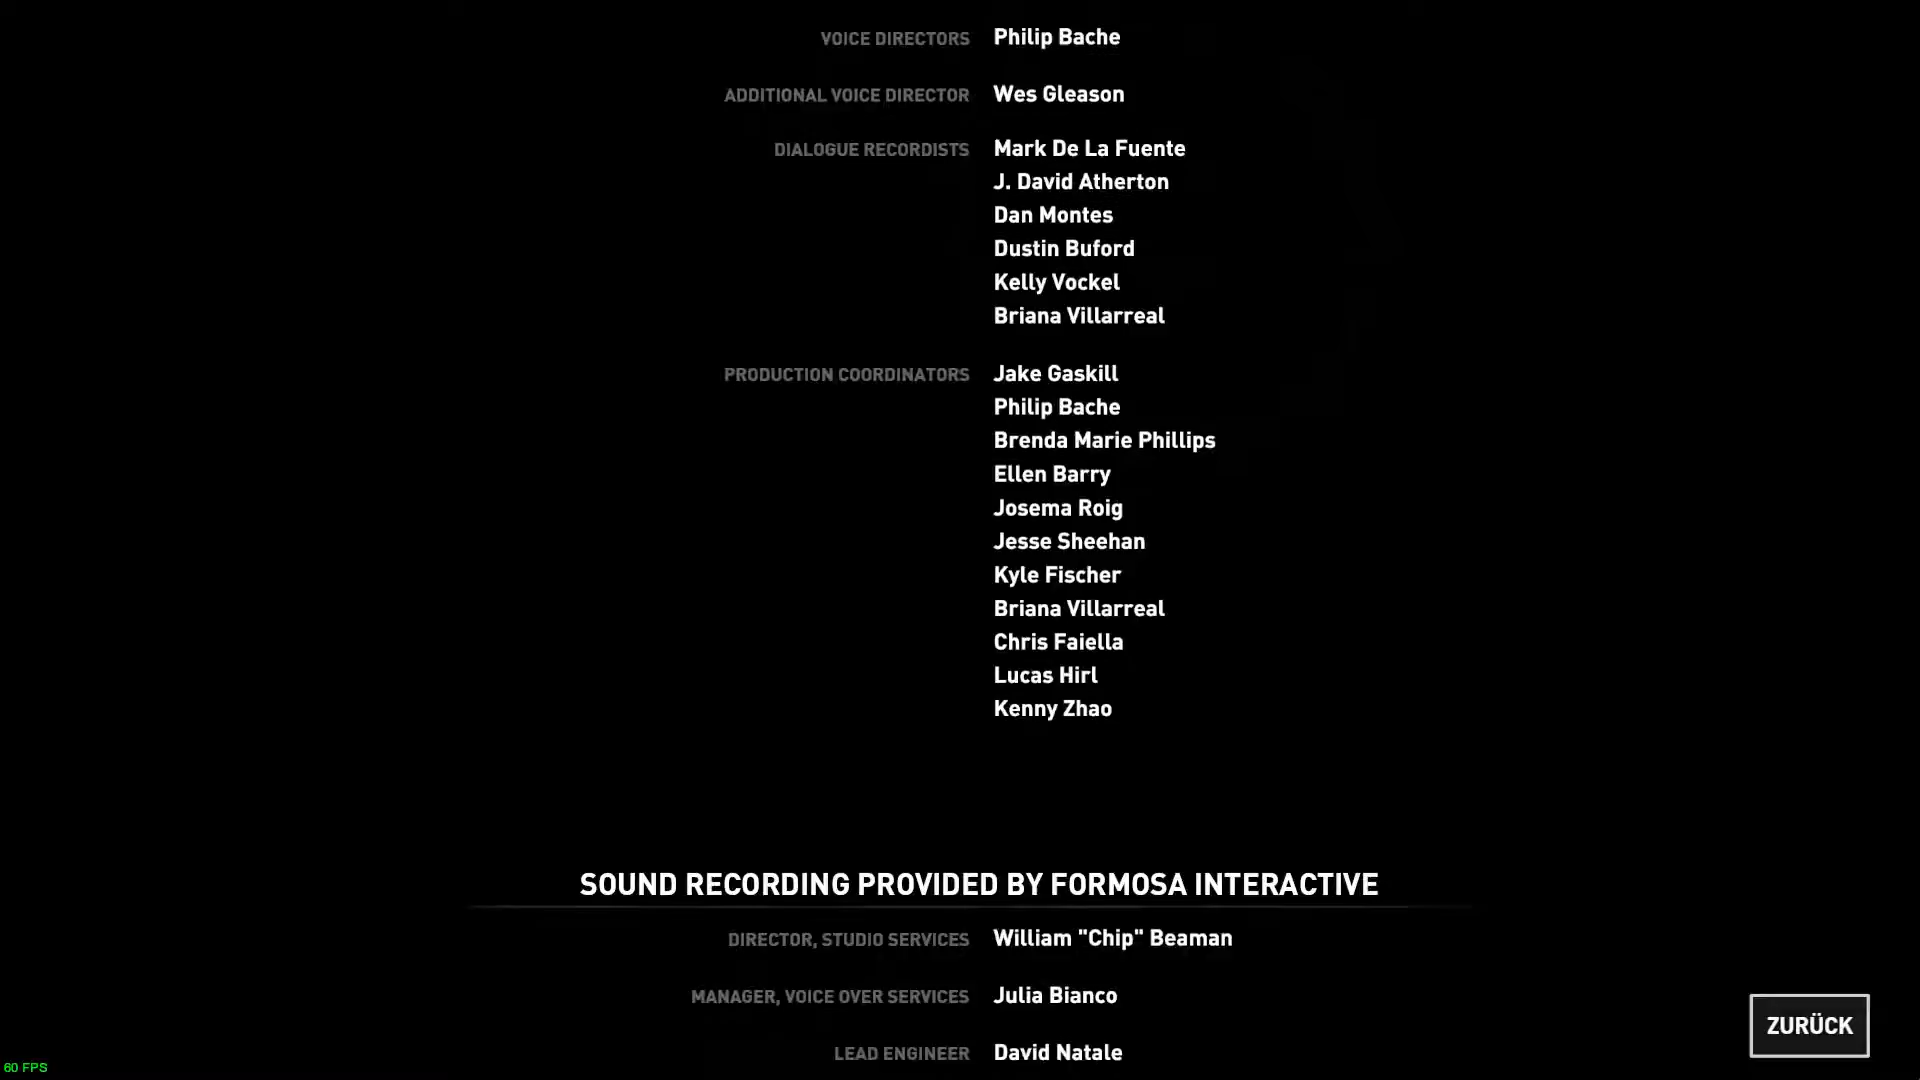 VOICE DIRECTORS Philip Bache
ADDITIONAL VOICE DIRECTOR Wes Gleason
DIALOGUE RECORDISTS Mark De La Fuente
J. David Atherton
Dan Montes
Dustin Buford
Kelly Vockel
Briana Villarreal
PRODUCTION COORDINATORS Jake Gaskill
Philip Bache
Brenda Marie Phillips
Ellen Barry
Josema Roig
Jesse Sheehan
Kyle Fischer
Briana Villarreal
Chris Faiella
Lucas Hirl
Kenny Zhao
SOUND RECORDING PROVIDED BY FORMOSA INTERACTIVE
DIRECTOR, STUDIO SERVICES William "Chip" Beaman
MANAGER, VOICE OVER SERVICES Julia Bianco
LEAD ENGINEER David Natale
ZURÜCK
60 FPS